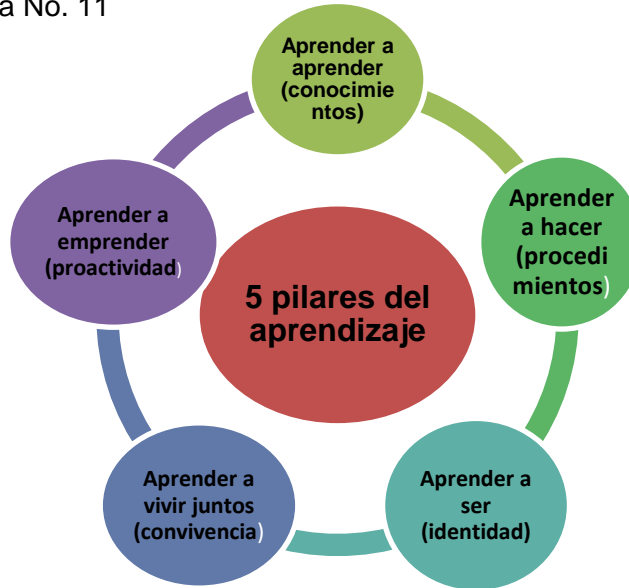 a No. 11
Aprender a
aprender
(conocimie
ntos)
Aprender
a hacer
(procedi
mientos)
Aprender a
ser
(identidad)
Aprender a
vivir juntos
(convivencia)
Aprender a
emprender
(proactividad)
5 pilares del
aprendizaje